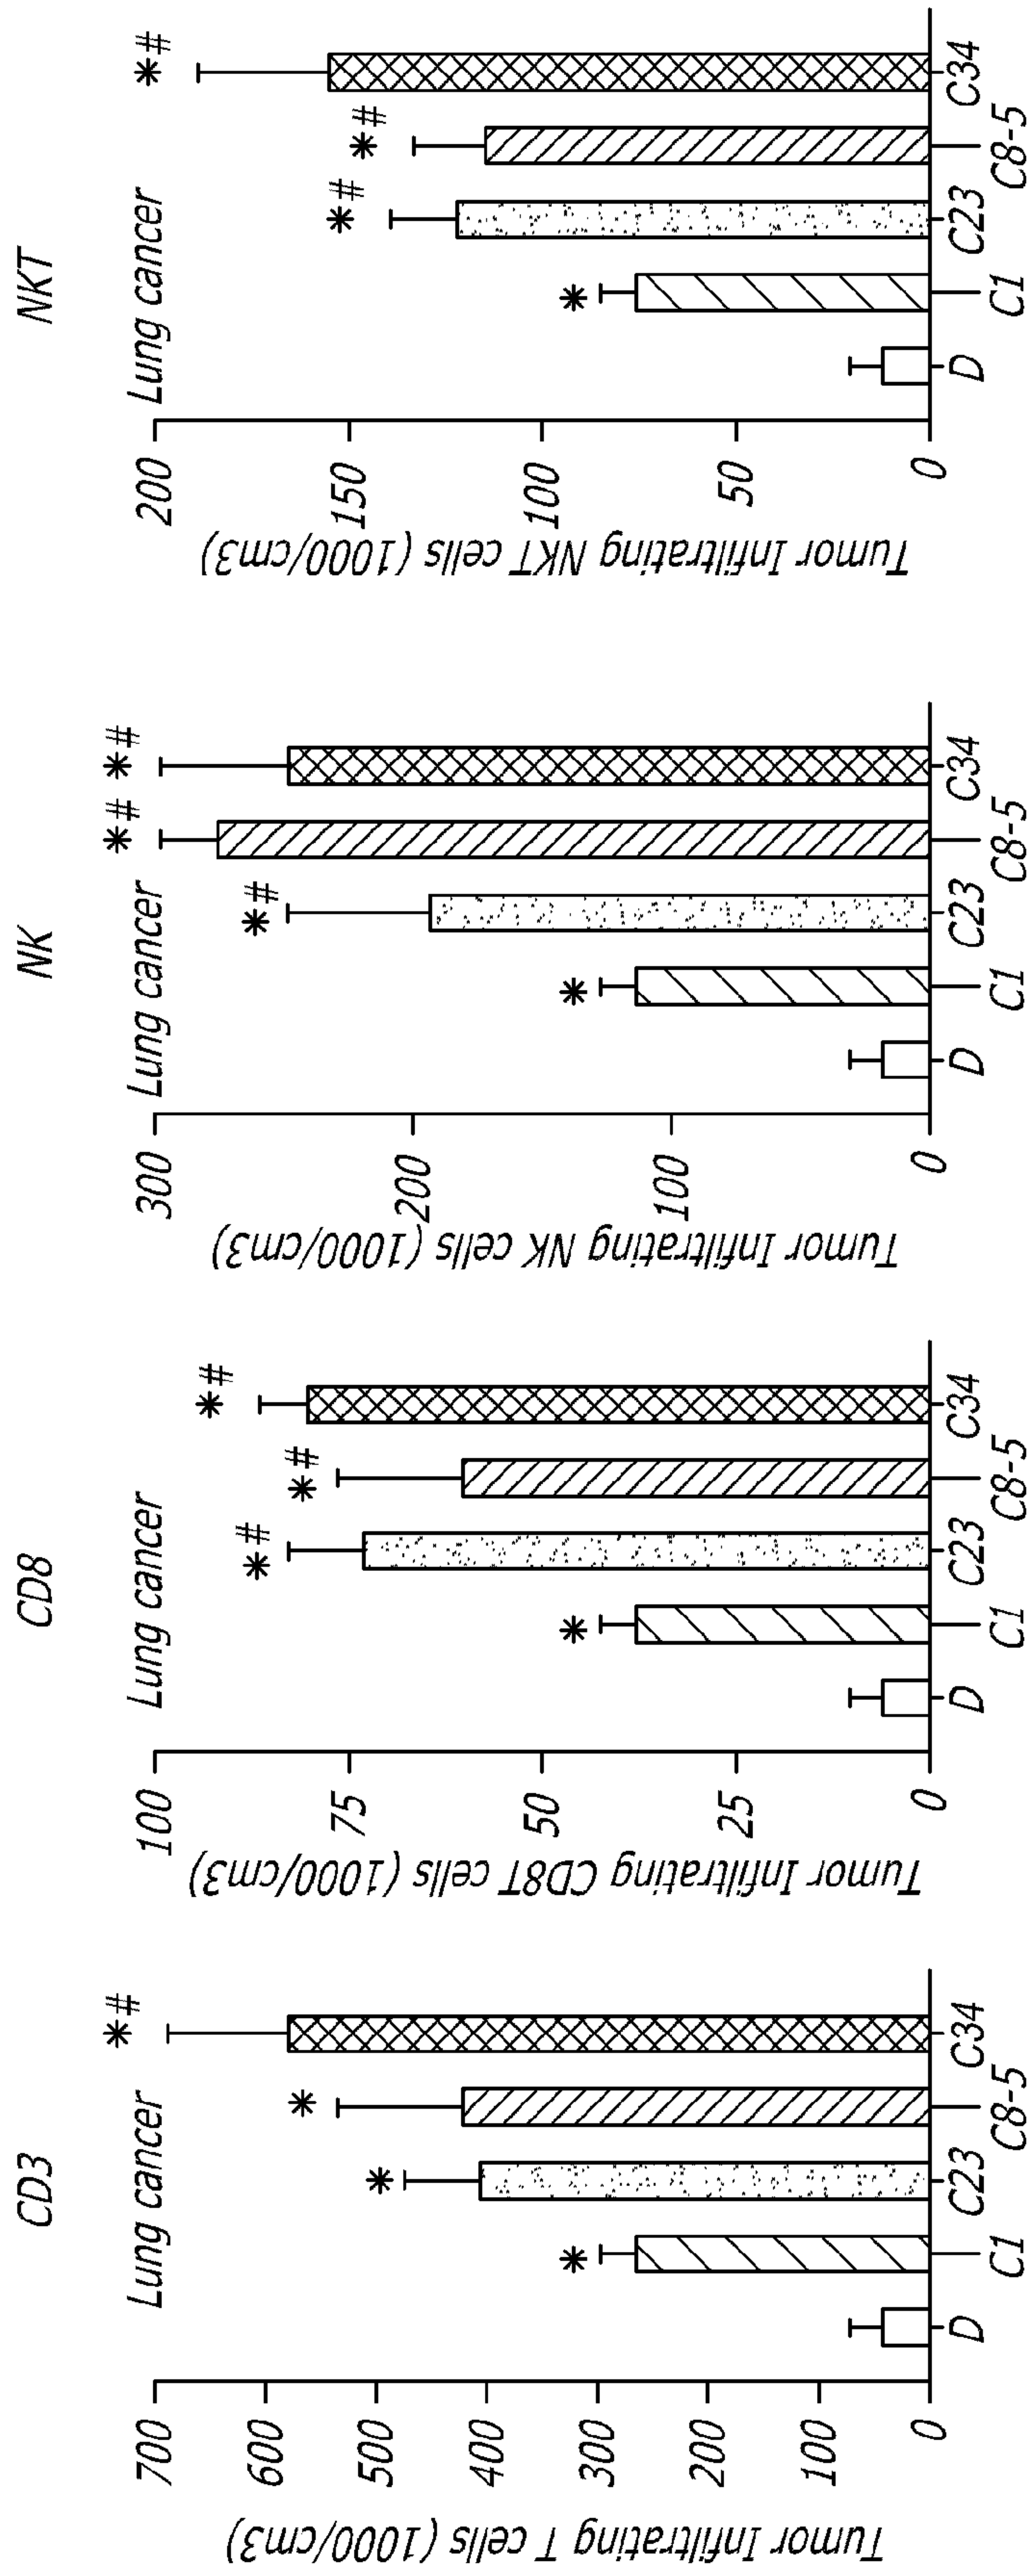 CD3
Lung cancer
Tumor Infiltrating T cells (1000/cm3)
700
600
500
400
300
200
100
0
*
*
*
*#
D
C1
C23
C8-5
C34
CD8
Lung cancer
Tumor Infiltrating CD8T cells (1000/cm3)
100
75
50
25
0
*
*#
*#
*#
D
C1
C23
C8-5
C34
NK
Lung cancer
Tumor Infiltrating NK cells (1000/cm3)
300
200
100
0
*
*#
*#
*#
D
C1
C23
C8-5
C34
NKT
Lung cancer
Tumor Infiltrating NKT cells (1000/cm3)
200
150
100
50
0
*
*#
*#
*#
D
C1
C23
C8-5
C34